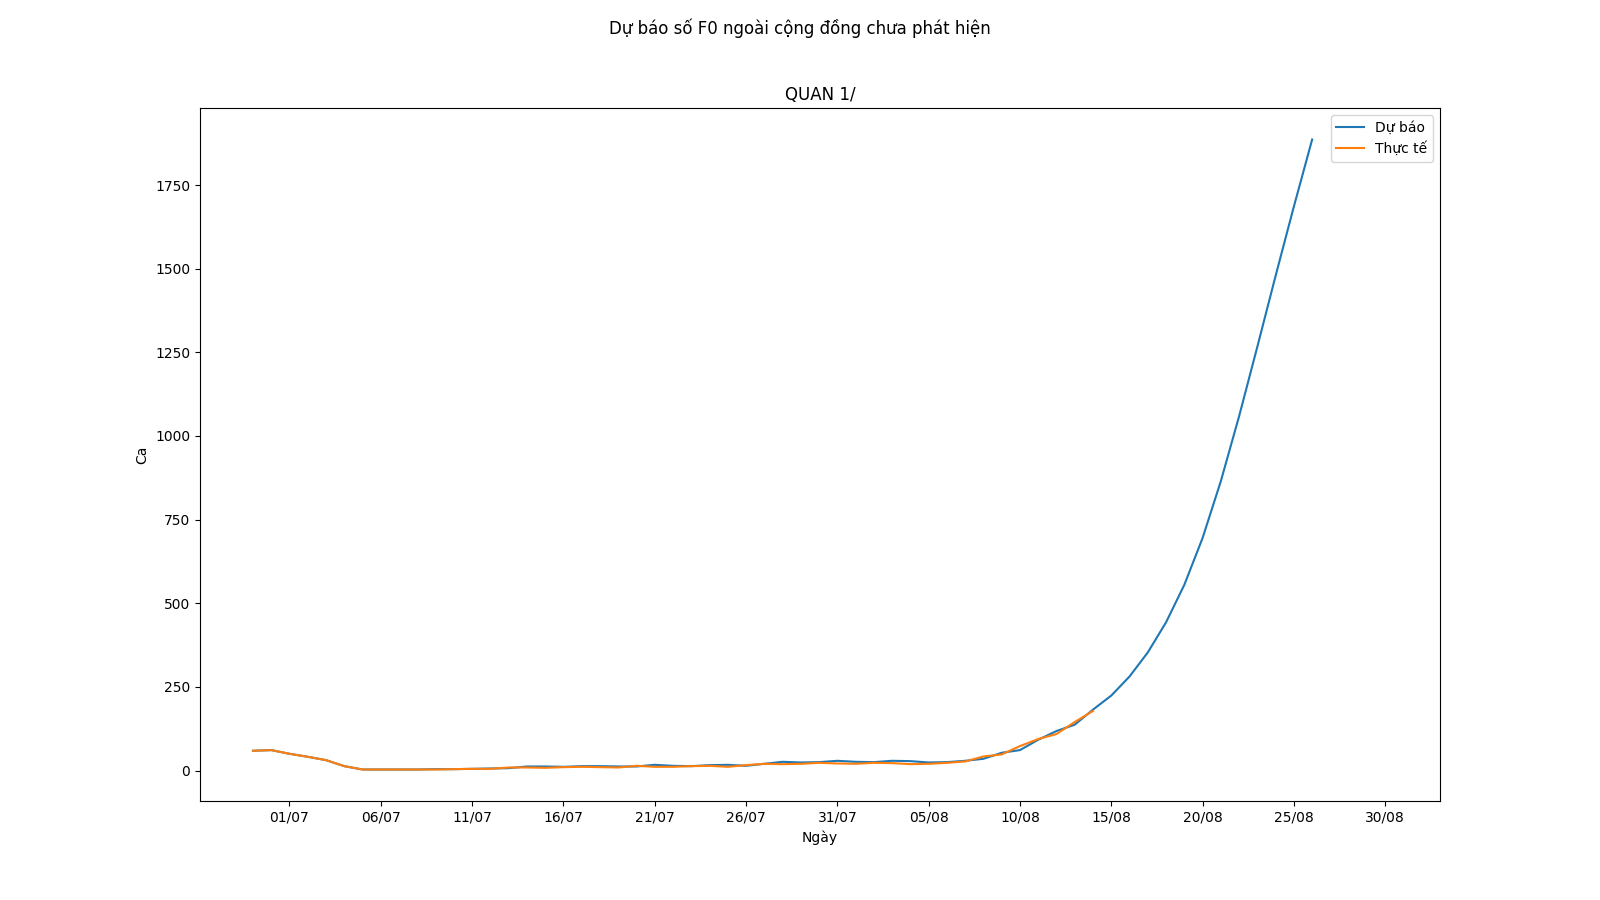 Dự báo số F0 ngoài cộng đồng chưa phát hiện
QUAN 1/
Dự báo
Thực tế
1750
1500
1250
1000
750
500
250
0
Ca
01/07 06/07 11/07 16/07 21/07 26/07 31/07 05/08 10/08 15/08 20/08 25/08 30/08
Ngày